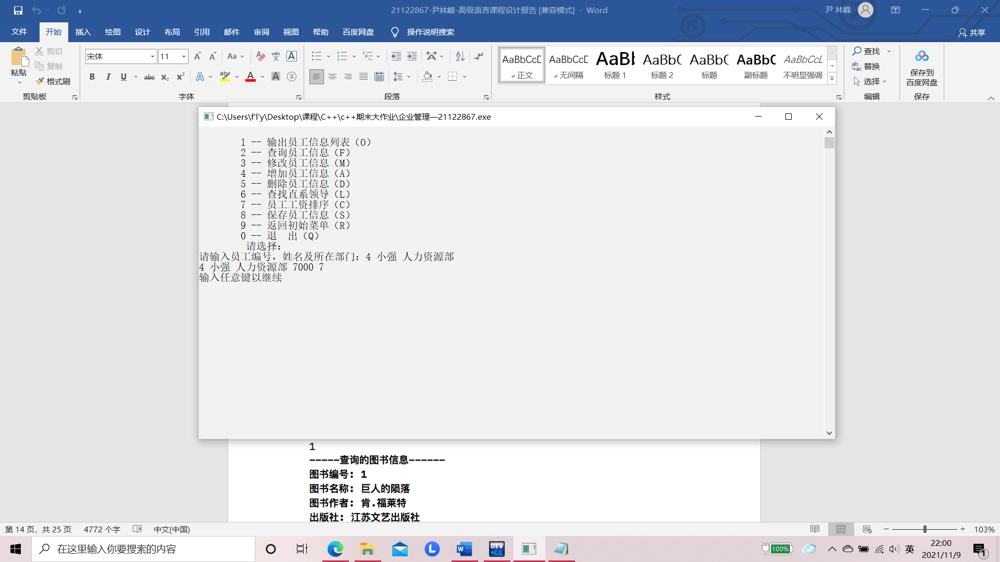 21122867-尹林峰-高级语言课程设计报告 [兼容模式] - Word
尹 林峰
文件 开始 插入 绘图 设计 布局 引用 邮件 审阅 视图 帮助 百度网盘 操作说明搜索 共享
粘贴
剪切
复制
格式刷
剪贴板
宋体 11
字体
段落
AaBbCcD 正文
AaBbCcD 无间隔
AaBl 标题 1
AaBbC 标题 2
AaBbC 标题
AaBbC 副标题
AaBbCcD 不明显强调
样式
查找
替换
选择
编辑
保存到
百度网盘
保存
C:\Users\f'l'y\Desktop\课程\C++\c++期末大作业\企业管理—21122867.exe
1 -- 输出员工信息列表（O）
2 -- 查询员工信息（F）
3 -- 修改员工信息（M）
4 -- 增加员工信息（A）
5 -- 删除员工信息（D）
6 -- 查找直系领导（L）
7 -- 员工工资排序（C）
8 -- 保存员工信息（S）
9 -- 返回初始菜单（R）
0 -- 退 出（Q）
请选择：
请输入员工编号，姓名及所在部门：4 小强 人力资源部
4 小强 人力资源部 7000 7
输入任意键以继续
1
-----查询的图书信息------
图书编号: 1
图书名称: 巨人的陨落
图书作者: 肯.福莱特
出版社: 江苏文艺出版社
第 14 页，共 25 页 4772 个字 中文(中国) 103%
在这里输入你要搜索的内容
100%
英
22:00
2021/11/9
1